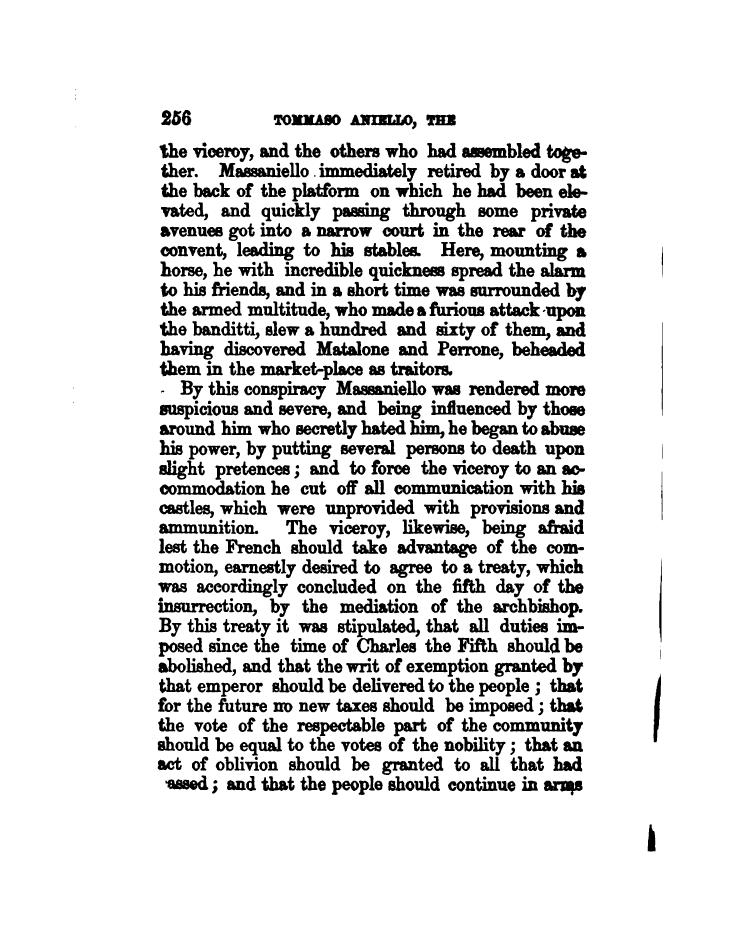 256 TOMMASO ANIELLO, THE
the viceroy, and the others who had assembled toge-
ther. Massaniello immediately retired by a door at
the back of the platform on which he had been ele-
vated, and quickly passing through some private
avenues got into a narrow court in the rear of the
convent, leading to his stables. Here, mounting a
horse, he with incredible quickness spread the alarm
to his friends, and in a short time was surrounded by
the armed multitude, who made a furious attack upon
the banditti, slew a hundred and sixty of them, and
having discovered Matalone and Perrone, beheaded
them in the market-place as traitors.
By this conspiracy Massaniello was rendered more
suspicious and severe, and being influenced by those
around him who secretly hated him, he began to abuse
his power, by putting several persons to death upon
slight pretences; and to force the viceroy to an ac-
commodation he cut off all communication with his
castles, which were unprovided with provisions and
ammunition. The viceroy, likewise, being afraid
lest the French should take advantage of the com-
motion, earnestly desired to agree to a treaty, which
was accordingly concluded on the fifth day of the
insurrection, by the mediation of the archbishop.
By this treaty it was stipulated, that all duties im-
posed since the time of Charles the Fifth should be
abolished, and that the writ of exemption granted by
that emperor should be delivered to the people; that
for the future no new taxes should be imposed; that
the vote of the respectable part of the community
should be equal to the votes of the nobility; that an
act of oblivion should be granted to all that had
assed; and that the people should continue in arms